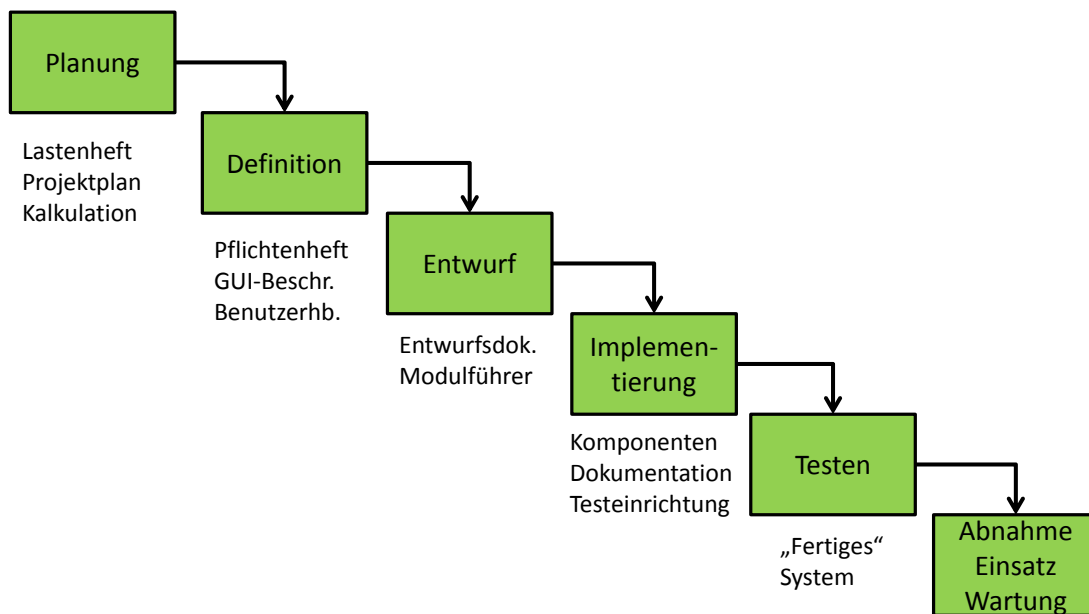 Planung
Lastenheft
Projektplan
Kalkulation
Definition
Pflichtenheft
GUI-Beschr.
Benutzerhb.
Entwurf
Entwurfsdok.
Modulführer
Implemen-
tierung
Komponenten
Dokumentation
Testeinrichtung
Testen
„Fertiges“
System
Abnahme
Einsatz
Wartung